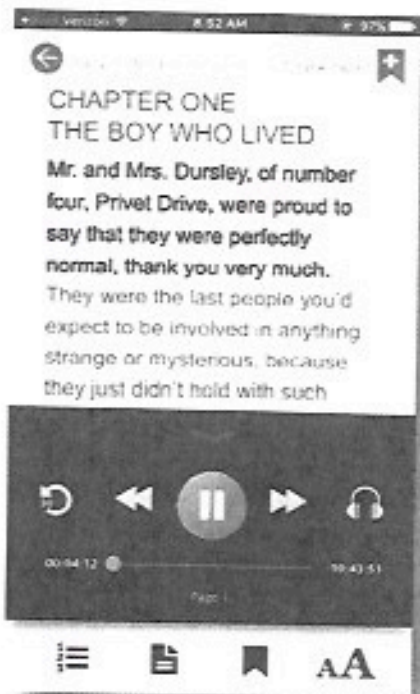 Verizon 8:52 AM 97%
CHAPTER ONE
THE BOY WHO LIVED
Mr. and Mrs. Dursley, of number
four, Privet Drive, were proud to
say that they were perfectly
normal, thank you very much.
They were the last people you'd
expect to be involved in anything
strange or mysterious, because
they just didn't hold with such
00:04:12
Page 1
AA